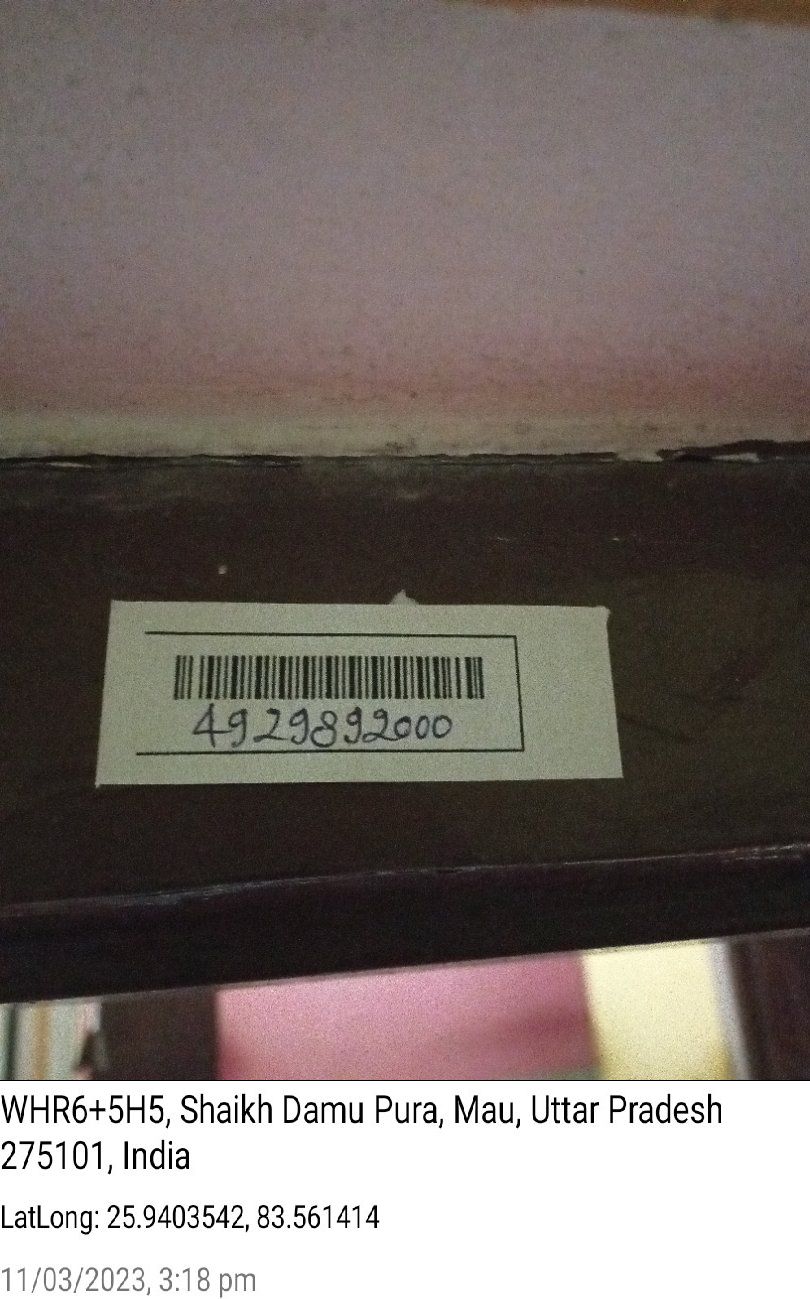 4929892000
WHR6+5H5, Shaikh Damu Pura, Mau, Uttar Pradesh
275101, India
LatLong: 25.9403542, 83.561414
11/03/2023, 3:18 pm